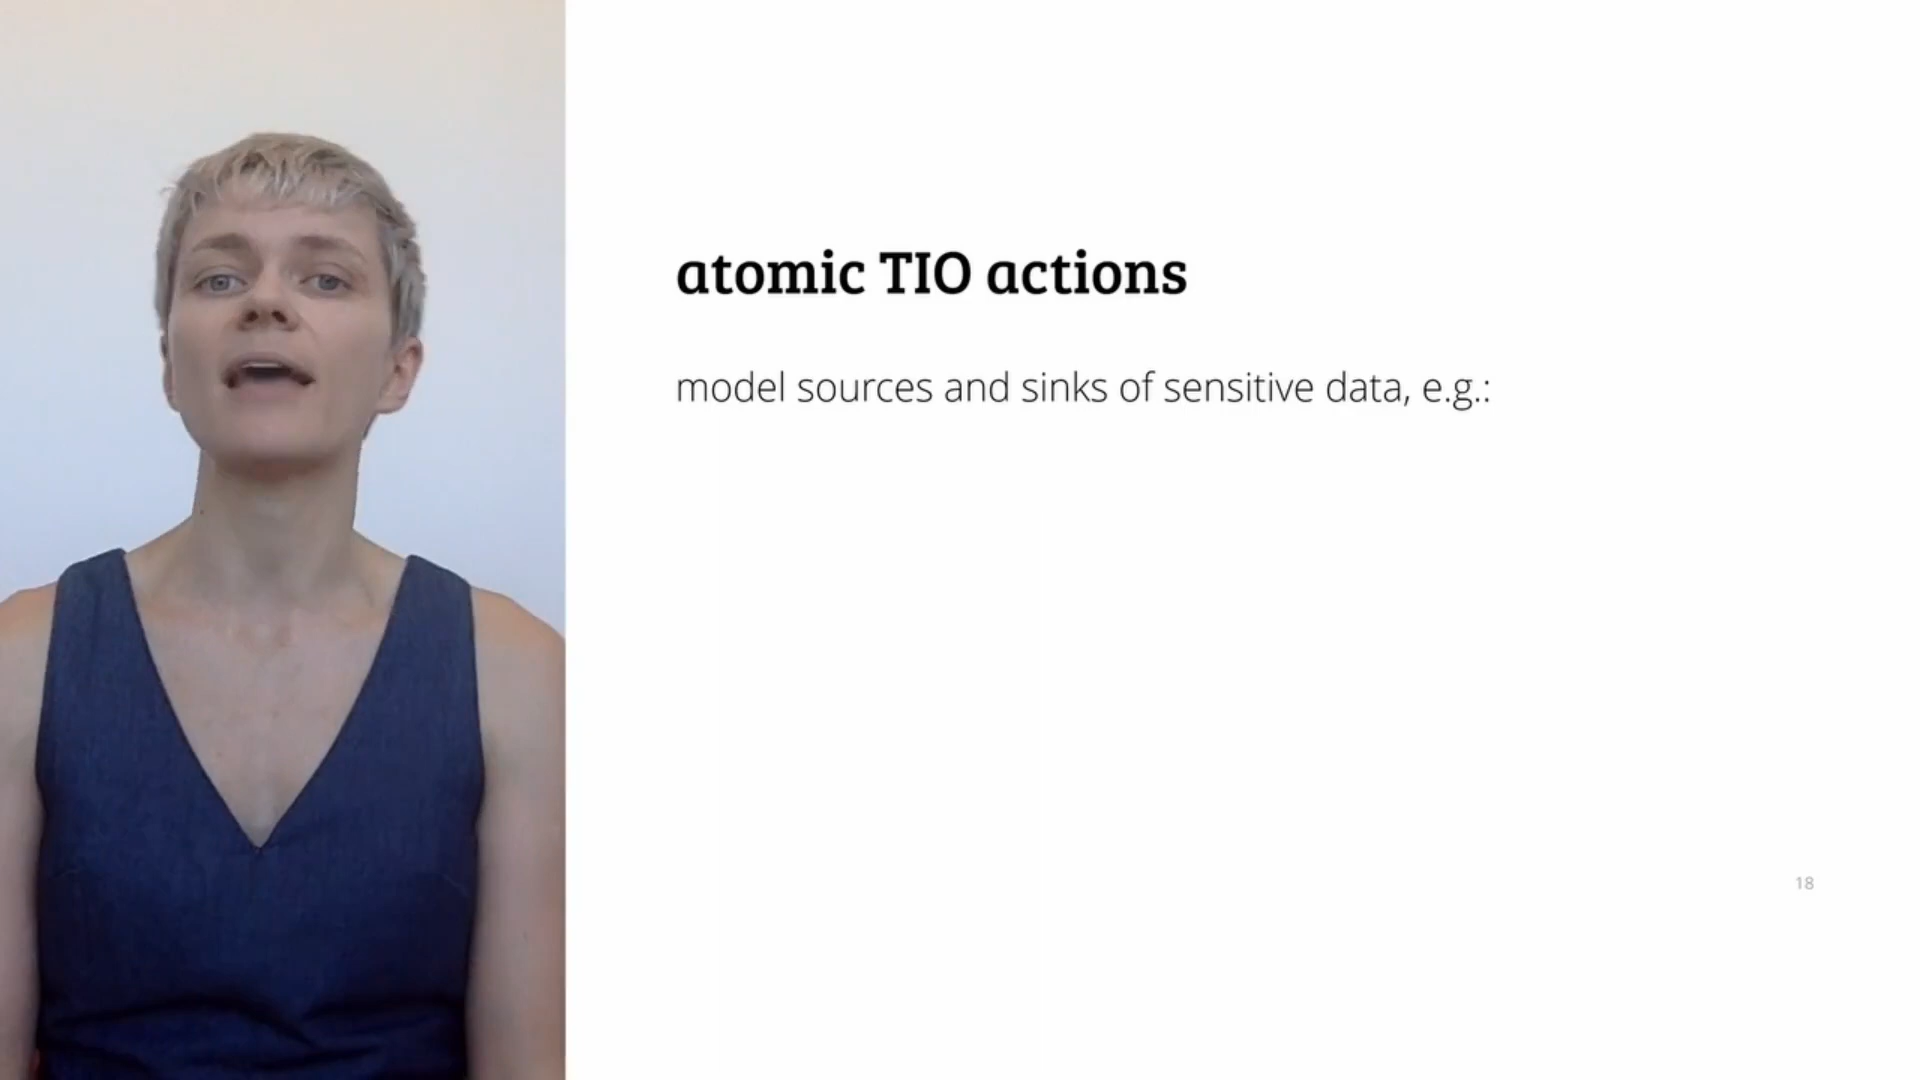 atomic TIO actions
model sources and sinks of sensitive data, e.g.:
18